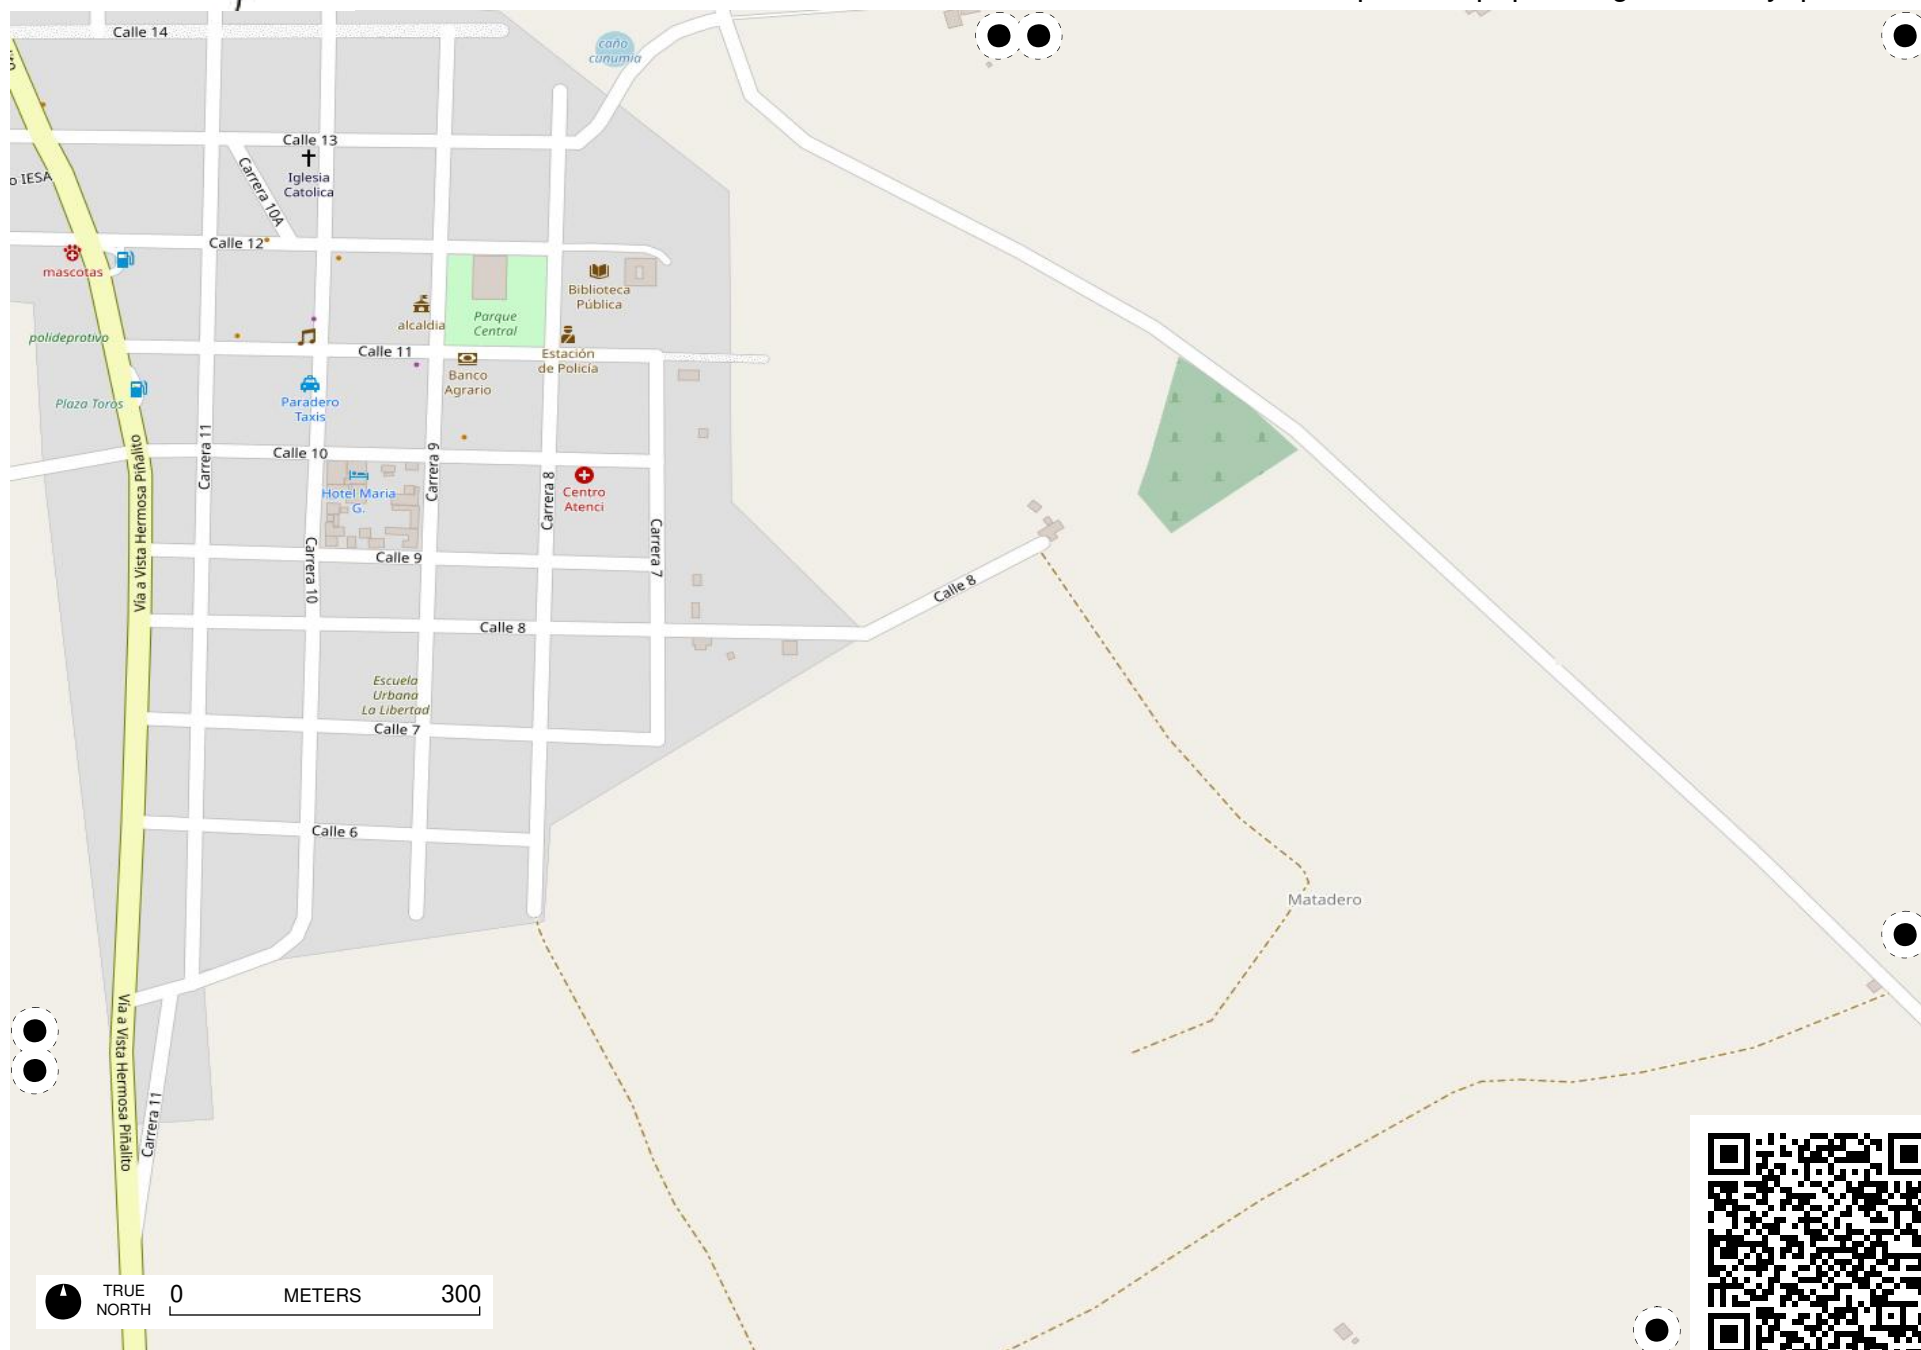 Calle 14
caño
cunumia
Calle 13
Iglesia
Catolica
Carrera 10A
o IESA
Calle 12
mascotas
Biblioteca
Pública
alcaldia
Parque
Central
polideprotivo
Calle 11
Estación
de Policía
Banco
Agrario
Paradero
Taxis
Plaza Toros
Carrera 11
Calle 10
Carrera 9
Carrera 8
Vía a Vista Hermosa Piñalito
Hotel Maria
G.
Centro
Atenci
Carrera 7
Carrera 10
Calle 9
Calle 8
Calle 8
Escuela
Urbana
La Libertad
Calle 7
Calle 6
Matadero
Vía a Vista Hermosa Piñalito
Carrera 11
TRUE
NORTH
0 METERS 300